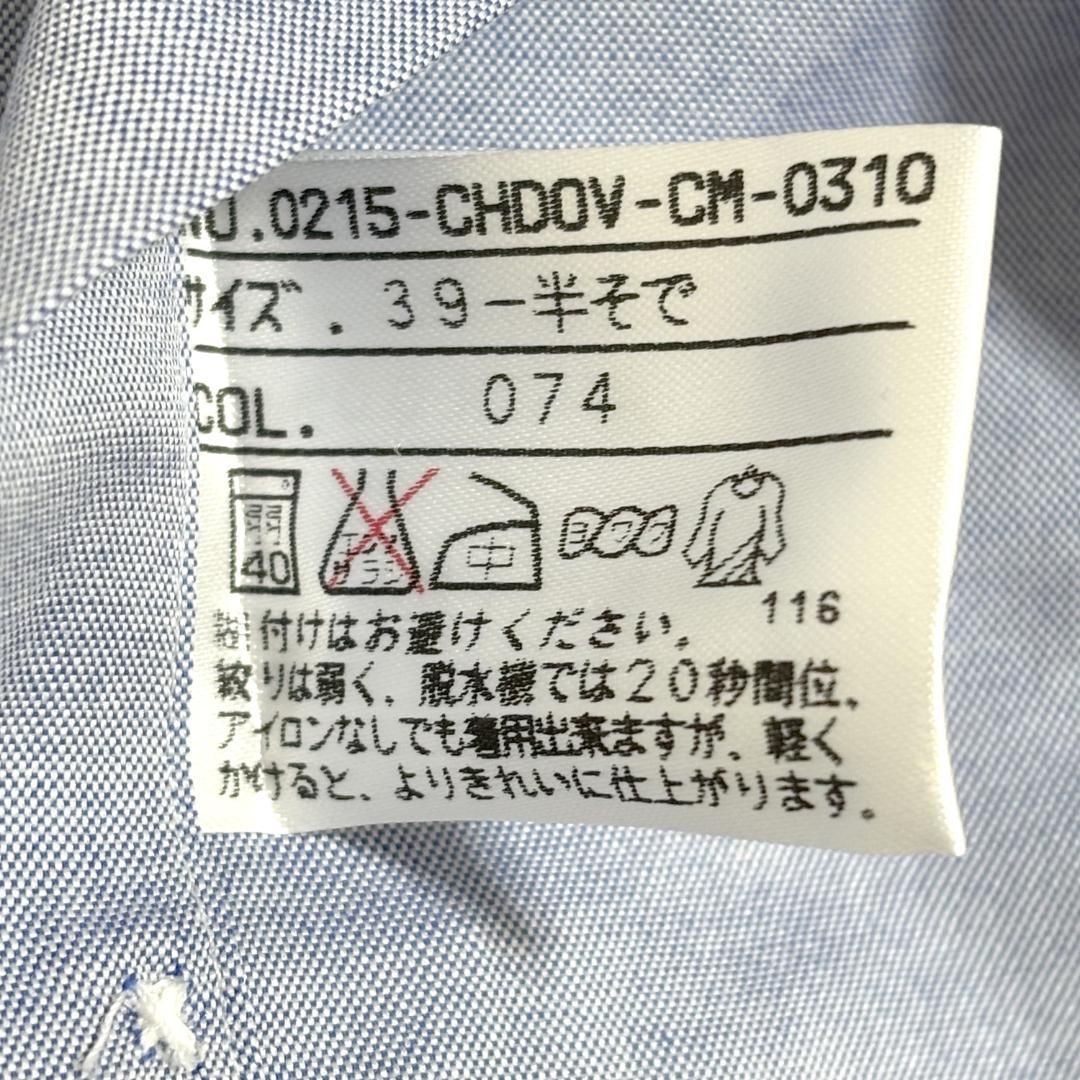 NO.0215-CHDOV-CM-0310
サイズ. 39-半そで
COL. 074
40 中
116
糊付けはお避けください。
絞りは弱く、脱水機では20秒間位、
アイロンなしでも着用出来ますが、軽く
かけると、よりきれいに仕上がります。